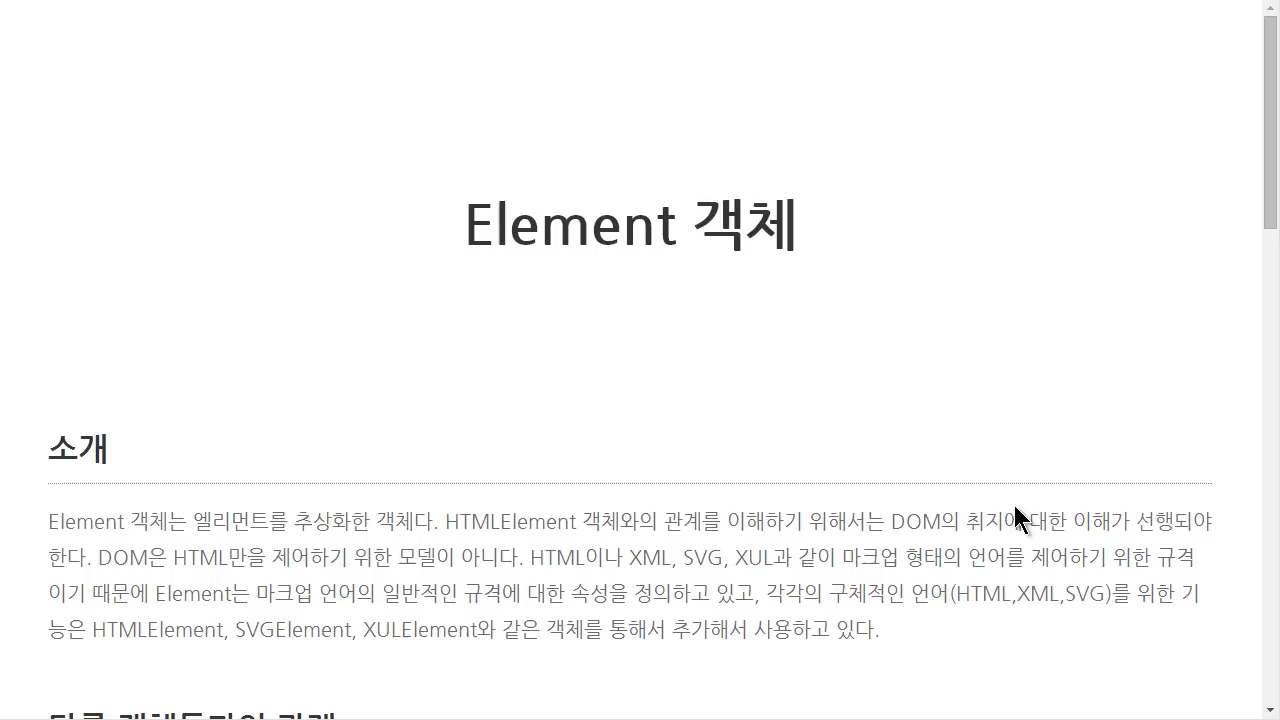 Element 객체
소개
Element 객체는 엘리먼트를 추상화한 객체다. HTMLElement 객체와의 관계를 이해하기 위해서는 DOM의 취지에 대한 이해가 선행되야
한다. DOM은 HTML만을 제어하기 위한 모델이 아니다. HTML이나 XML, SVG, XUL과 같이 마크업 형태의 언어를 제어하기 위한 규격
이기 때문에 Element는 마크업 언어의 일반적인 규격에 대한 속성을 정의하고 있고, 각각의 구체적인 언어(HTML,XML,SVG)를 위한 기
능은 HTMLElement, SVGElement, XULElement와 같은 객체를 통해서 추가해서 사용하고 있다.